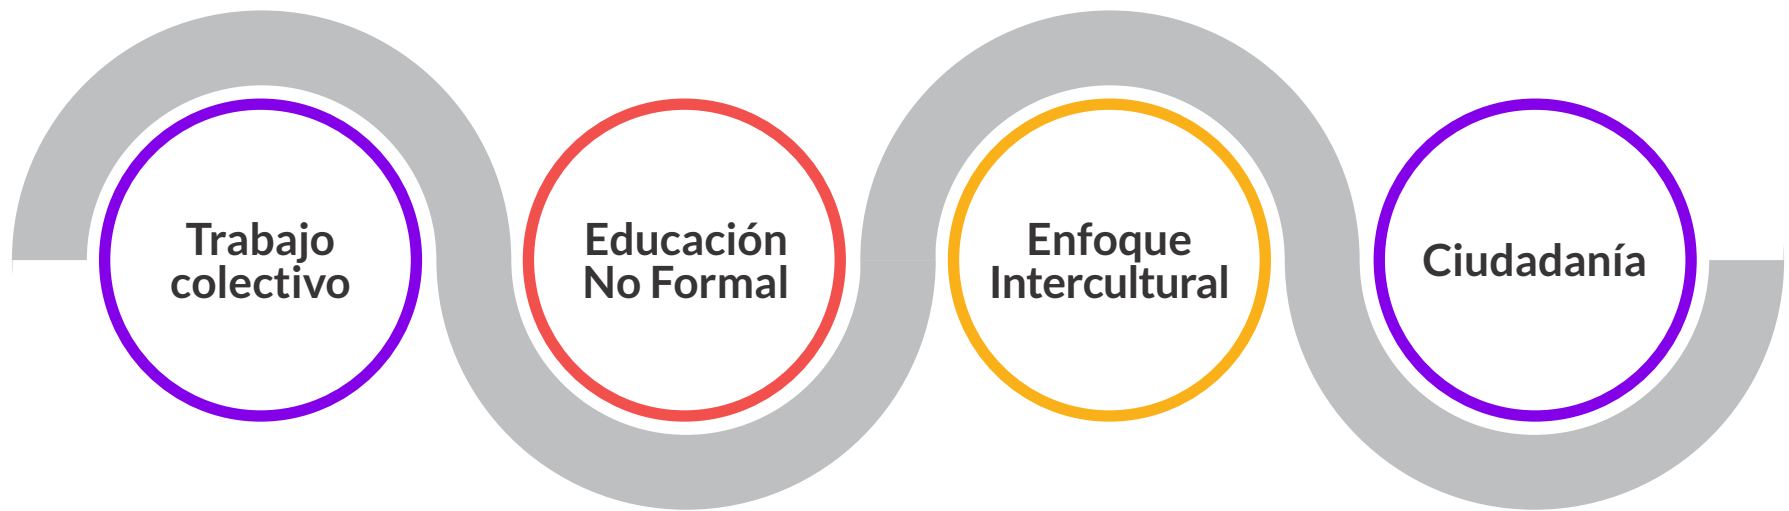 Trabajo
colectivo
Educación
No Formal
Enfoque
Intercultural
Ciudadanía